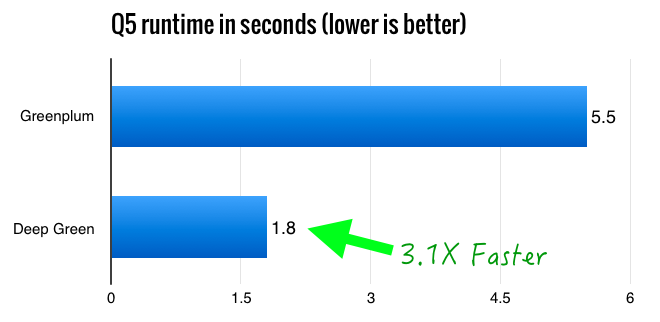 Q5 runtime in seconds (lower is better)
Greenplum
5.5
Deep Green
1.8
3.1X Faster
0
1.5
3
4.5
6